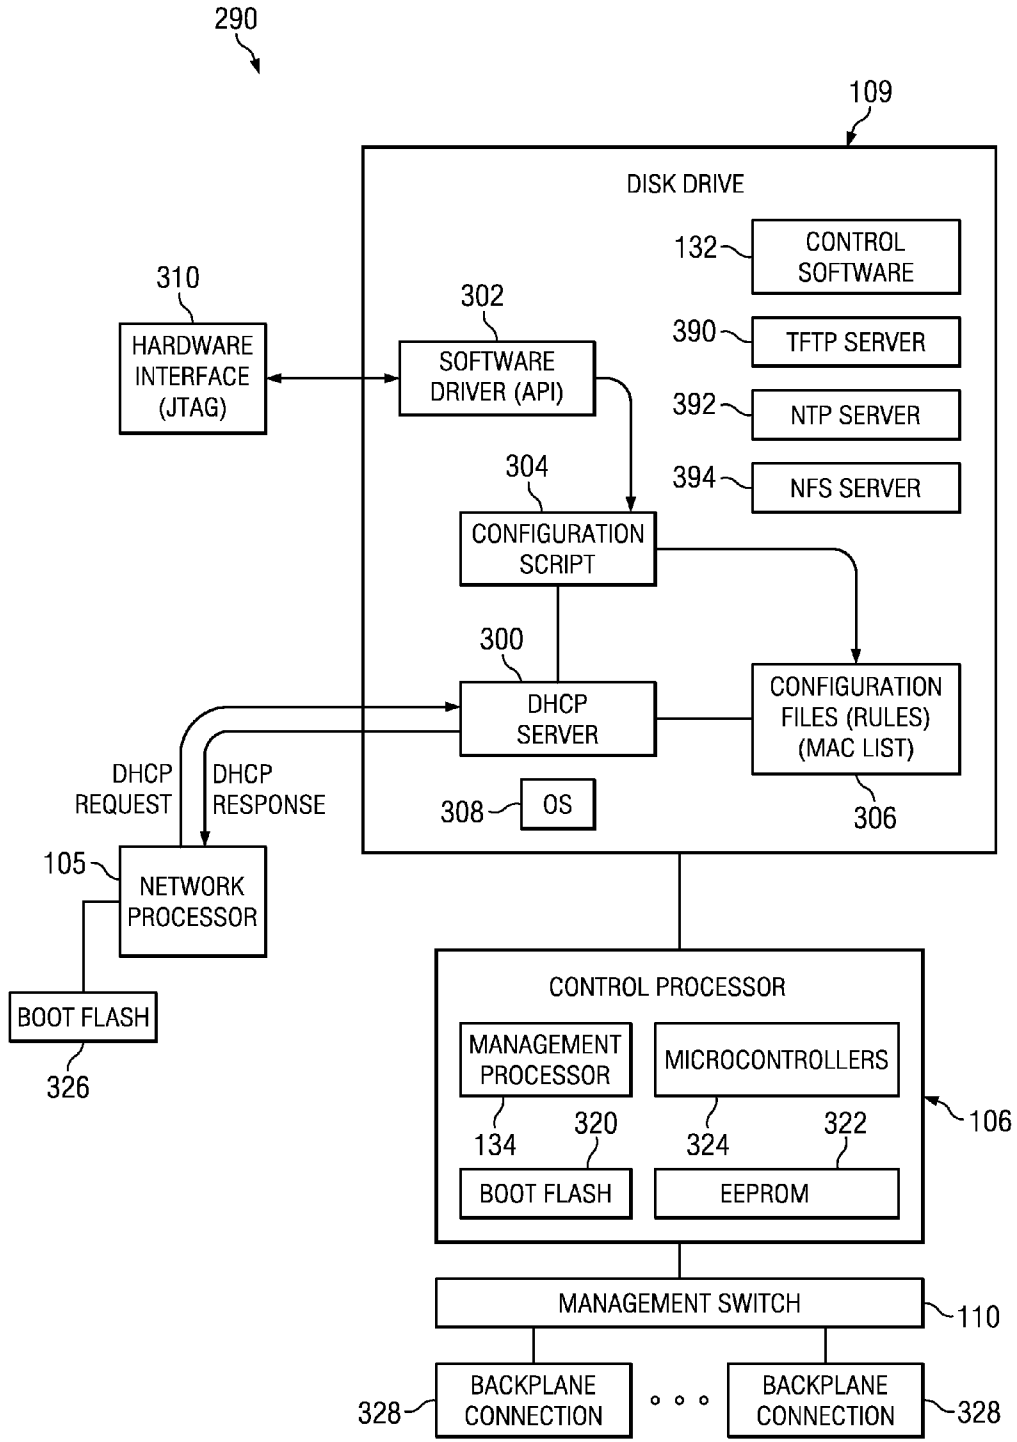 290
109
DISK DRIVE
132
CONTROL
SOFTWARE
310
302
HARDWARE
INTERFACE
(JTAG)
SOFTWARE
DRIVER (API)
390
TFTP SERVER
392
NTP SERVER
304
394
NFS SERVER
CONFIGURATION
SCRIPT
300
DHCP
SERVER
CONFIGURATION
FILES (RULES)
(MAC LIST)
DHCP
REQUEST
DHCP
RESPONSE
308
OS
306
105
NETWORK
PROCESSOR
BOOT FLASH
326
CONTROL PROCESSOR
MANAGEMENT
PROCESSOR
MICROCONTROLLERS
134
320
324
322
106
BOOT FLASH
EEPROM
MANAGEMENT SWITCH
110
328
BACKPLANE
CONNECTION
BACKPLANE
CONNECTION
328